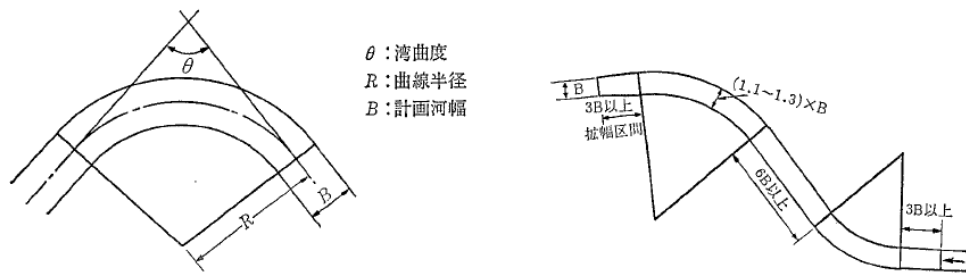 θ
θ：湾曲度
R：曲線半径
B：計画河幅
R
B
B
3B以上
拡幅区間
(1.1~1.3)×B
6B以上
3B以上